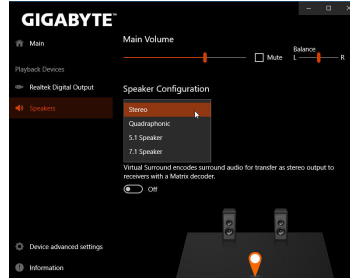 GIGABYTE™
Main
Main Volume
Mute
Balance
L
R
Playback Devices
Realtek Digital Output
Speakers
Speaker Configuration
Stereo
Quadraphonic
5.1 Speaker
7.1 Speaker
Virtual Surround encodes surround audio for transfer as stereo output to
receivers with a Matrix decoder.
Off
Device advanced settings
Information